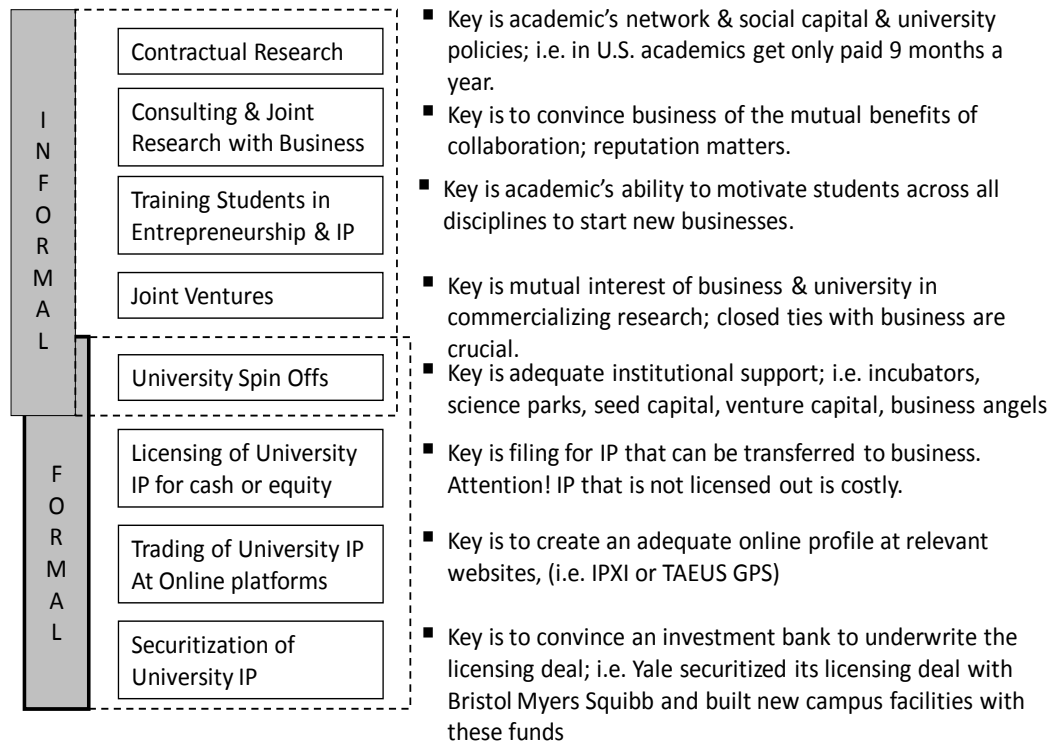 INFORMAL
Contractual Research
▪ Key is academic's network & social capital & university
policies; i.e. in U.S. academics get only paid 9 months a
year.
Consulting & Joint
Research with Business
▪ Key is to convince business of the mutual benefits of
collaboration; reputation matters.
Training Students in
Entrepreneurship & IP
▪ Key is academic's ability to motivate students across all
disciplines to start new businesses.
Joint Ventures
▪ Key is mutual interest of business & university in
commercializing research; closed ties with business are
crucial.
University Spin Offs
▪ Key is adequate institutional support; i.e. incubators,
science parks, seed capital, venture capital, business angels
FORMAL
Licensing of University
IP for cash or equity
▪ Key is filing for IP that can be transferred to business.
Attention! IP that is not licensed out is costly.
Trading of University IP
At Online platforms
▪ Key is to create an adequate online profile at relevant
websites, (i.e. IPXI or TAEUS GPS)
Securitization of
University IP
▪ Key is to convince an investment bank to underwrite the
licensing deal; i.e. Yale securitized its licensing deal with
Bristol Myers Squibb and built new campus facilities with
these funds